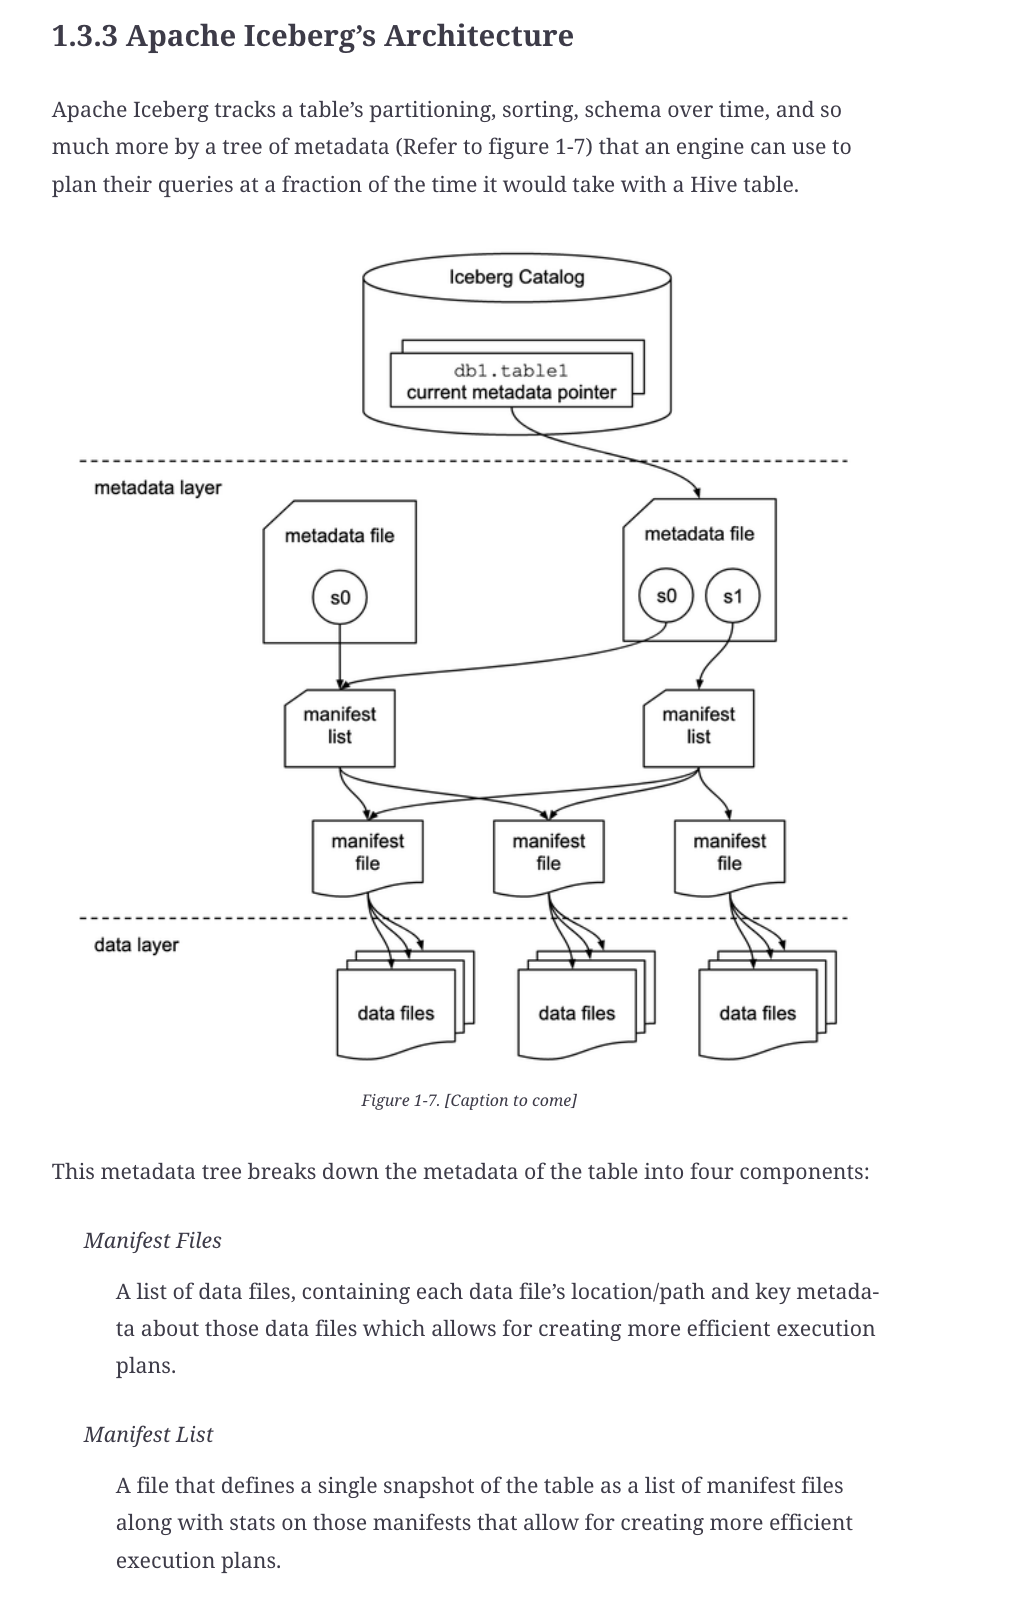 1.3.3 Apache Iceberg’s Architecture
Apache Iceberg tracks a table’s partitioning, sorting, schema over time, and so
much more by a tree of metadata (Refer to figure 1-7) that an engine can use to
plan their queries at a fraction of the time it would take with a Hive table.
Iceberg Catalog
db1.table1
current metadata pointer
metadata layer
metadata file
s0
metadata file
s0 s1
manifest
list
manifest
list
manifest
file
manifest
file
manifest
file
data layer
data files
data files
data files
Figure 1-7. [Caption to come]
This metadata tree breaks down the metadata of the table into four components:
Manifest Files
A list of data files, containing each data file’s location/path and key metada-
ta about those data files which allows for creating more efficient execution
plans.
Manifest List
A file that defines a single snapshot of the table as a list of manifest files
along with stats on those manifests that allow for creating more efficient
execution plans.